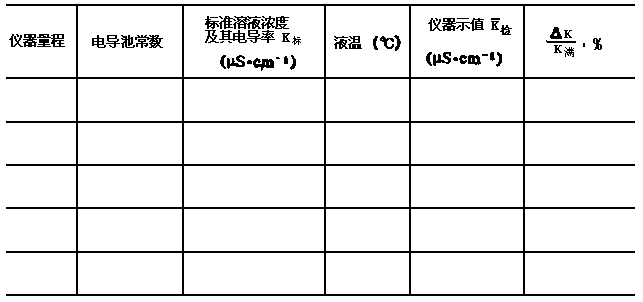 仪器量程
电导池常数
标准溶液浓度
及其电导率 K标
(μS·cm⁻¹)
液温 (℃)
仪器示值 K̅检
(μS·cm⁻¹)
ΔK/K满 , %